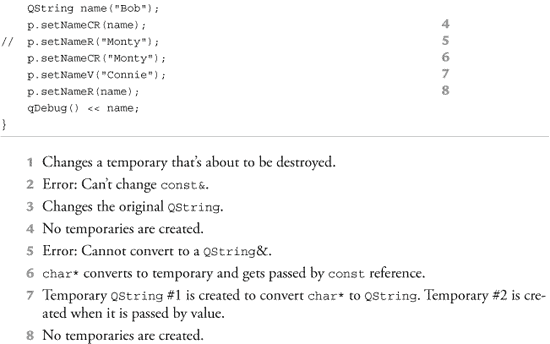 QString name("Bob");
p.setNameCR(name); 4
// p.setNameR("Monty"); 5
p.setNameCR("Monty"); 6
p.setNameV("Connie"); 7
p.setNameR(name); 8
qDebug() << name;
}
1 Changes a temporary that's about to be destroyed.
2 Error: Can't change const&.
3 Changes the original QString.
4 No temporaries are created.
5 Error: Cannot convert to a QString&.
6 char* converts to temporary and gets passed by const reference.
7 Temporary QString #1 is created to convert char* to QString. Temporary #2 is cre-
ated when it is passed by value.
8 No temporaries are created.